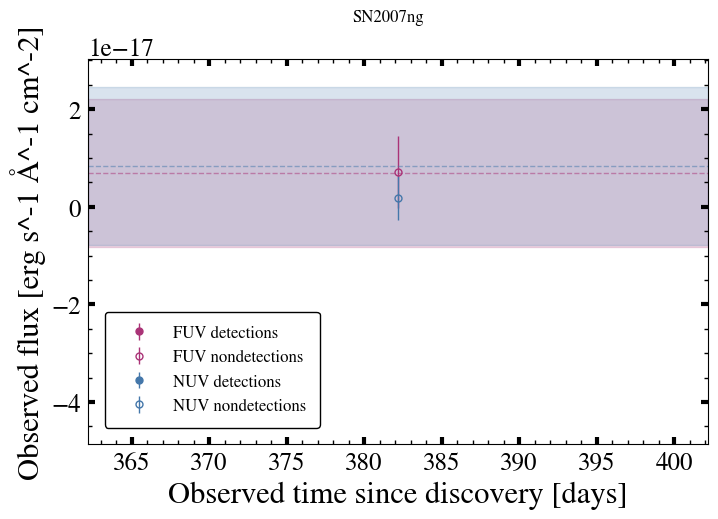 SN2007ng
1e−17
2
0
−2
−4
Observed flux [erg s^-1 Å^-1 cm^-2]
FUV detections
FUV nondetections
NUV detections
NUV nondetections
365 370 375 380 385 390 395 400
Observed time since discovery [days]